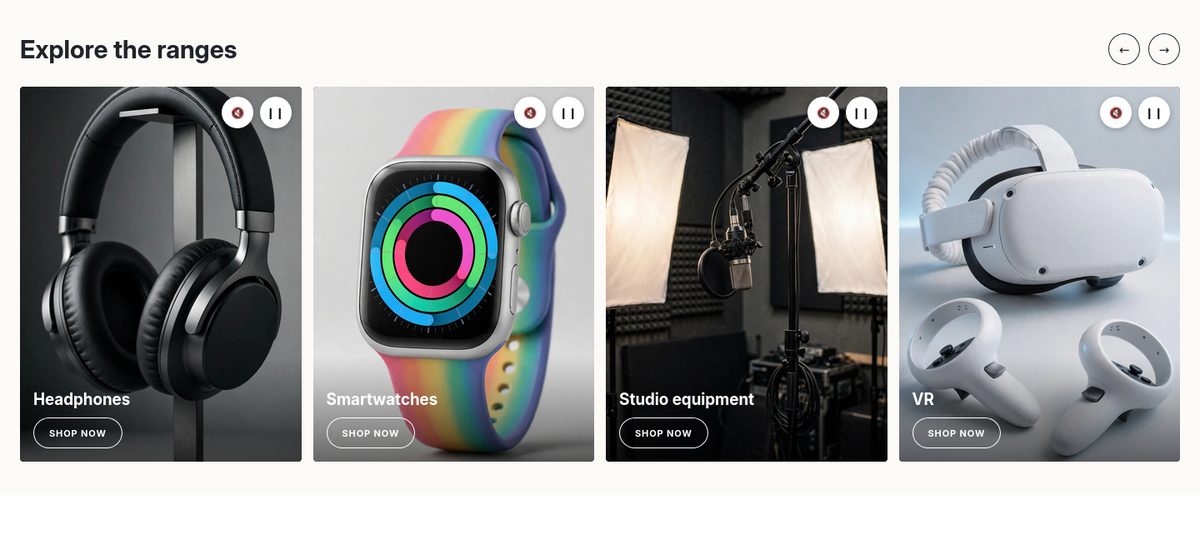 Explore the ranges
← →
Headphones
SHOP NOW
Smartwatches
SHOP NOW
Studio equipment
SHOP NOW
VR
SHOP NOW